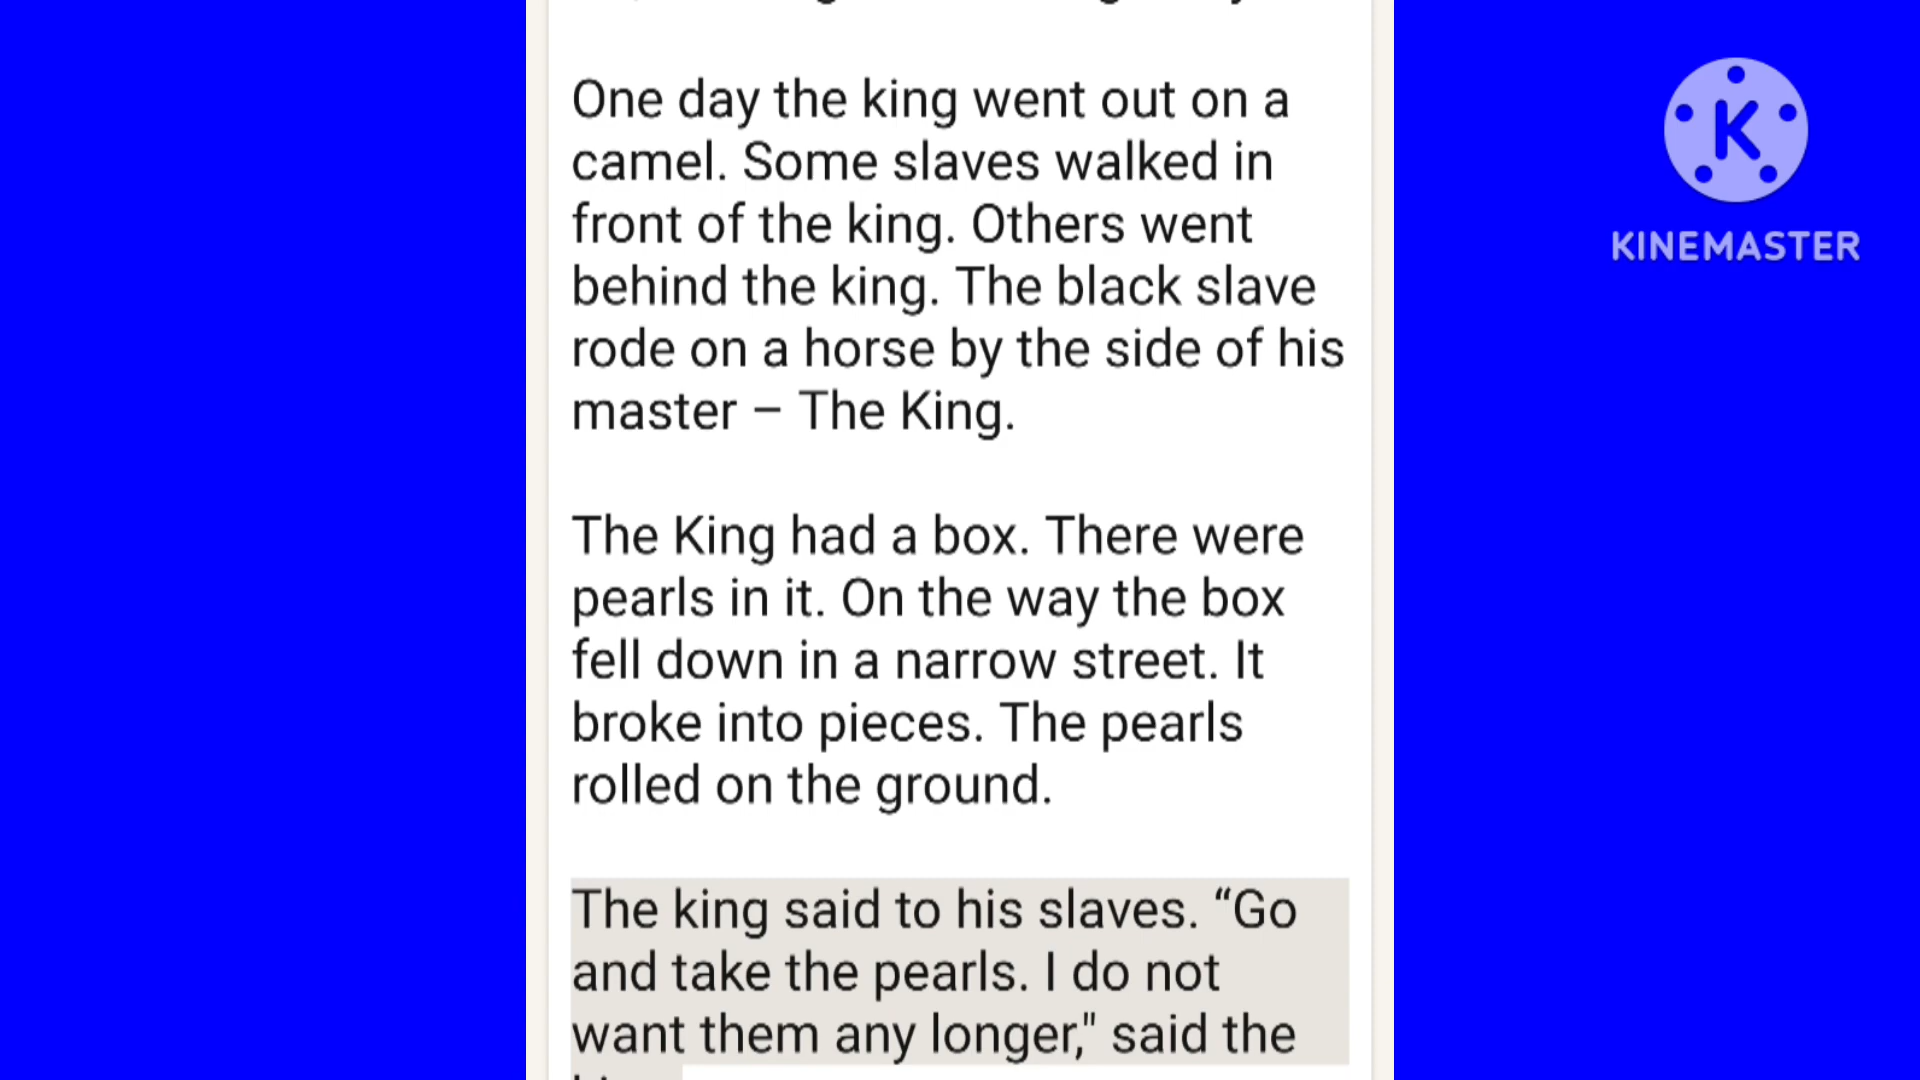 One day the king went out on a
camel. Some slaves walked in
front of the king. Others went
behind the king. The black slave
rode on a horse by the side of his
master – The King.
The King had a box. There were
pearls in it. On the way the box
fell down in a narrow street. It
broke into pieces. The pearls
rolled on the ground.
The king said to his slaves. “Go
and take the pearls. I do not
want them any longer," said the
K
KINEMASTER